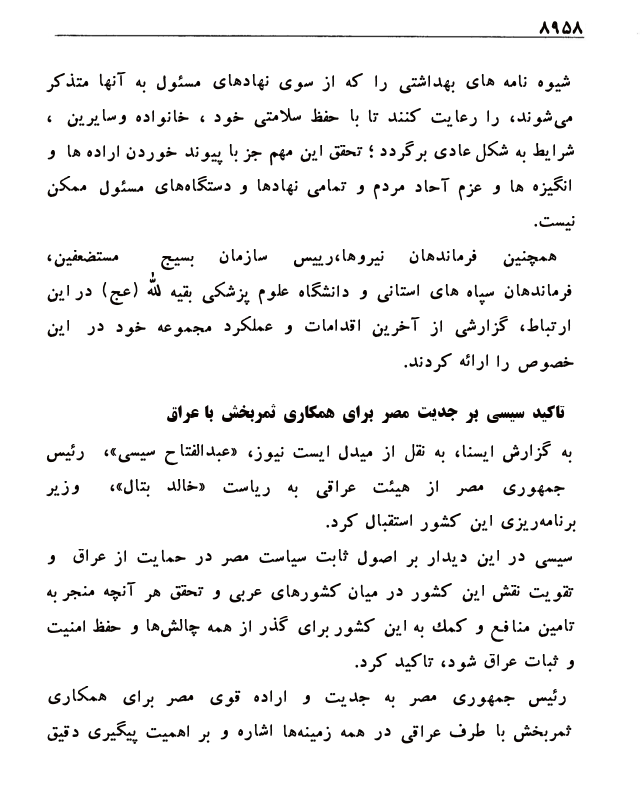 ۸۹۵۸
شیوه نامه های بهداشتی را که از سوی نهادهای مسئول به آنها متذکر
می‌شوند، را رعایت کنند تا با حفظ سلامتی خود ، خانواده وسایرین ،
شرایط به شکل عادی برگردد ؛ تحقق این مهم جز با پیوند خوردن اراده ها و
انگیزه ها و عزم آحاد مردم و تمامی نهادها و دستگاه‌های مسئول ممکن
نیست.
همچنین فرماندهان نیروها،رییس سازمان بسیج مستضعفین،
فرماندهان سپاه های استانی و دانشگاه علوم پزشکی بقیه لله (عج) در این
ارتباط، گزارشی از آخرین اقدامات و عملکرد مجموعه خود در این
خصوص را ارائه کردند.
تاکید سیسی بر جدیت مصر برای همکاری ثمربخش با عراق
به گزارش ایسنا، به نقل از میدل ایست نیوز، «عبدالفتاح سیسی»، رئیس
جمهوری مصر از هیئت عراقی به ریاست «خالد بتال»، وزیر
برنامه‌ریزی این کشور استقبال کرد.
سیسی در این دیدار بر اصول ثابت سیاست مصر در حمایت از عراق و
تقویت نقش این کشور در میان کشورهای عربی و تحقق هر آنچه منجر به
تامین منافع و کمك به این کشور برای گذر از همه چالش‌ها و حفظ امنیت
و ثبات عراق شود، تاکید کرد.
رئیس جمهوری مصر به جدیت و اراده قوی مصر برای همکاری
ثمربخش با طرف عراقی در همه زمینه‌ها اشاره و بر اهمیت پیگیری دقیق